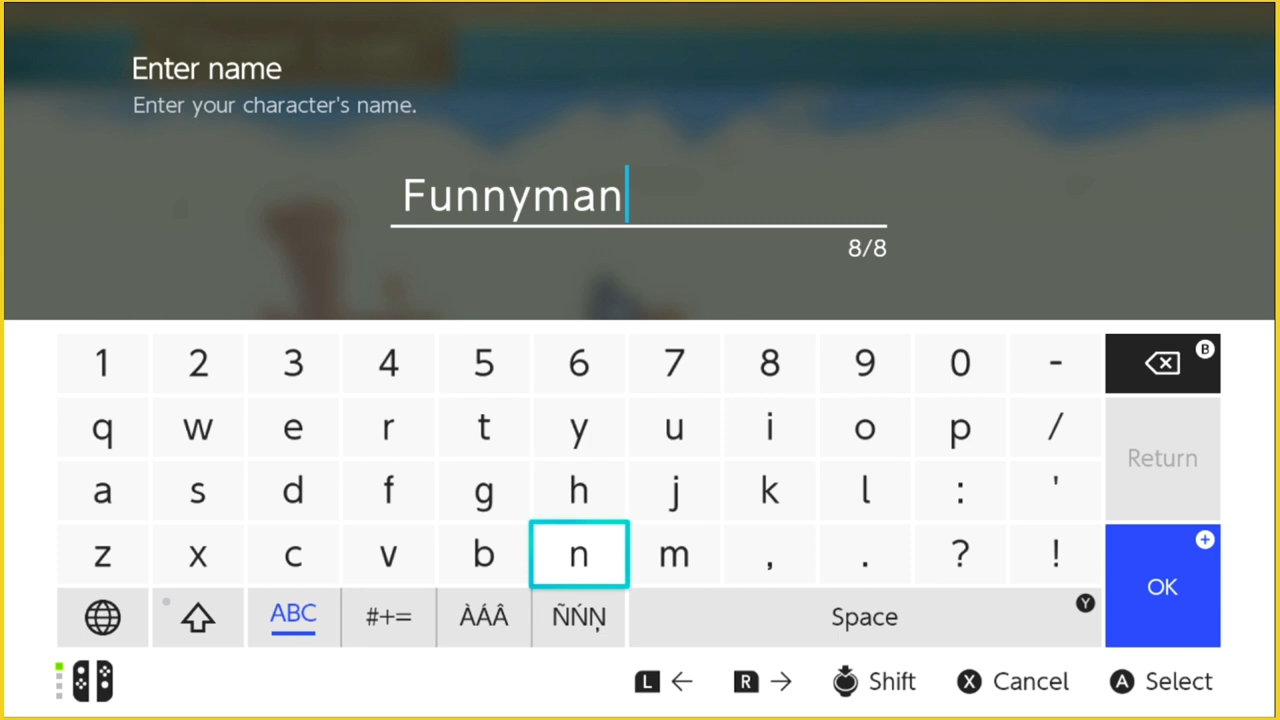 Enter name
Enter your character's name.
Funnyman
8/8
1 2 3 4 5 6 7 8 9 0 - B
q w e r t y u i o p /
Return
a s d f g h j k l : '
z x c v b n m , . ? ! +
OK
ABC #+= ÀÁÂ ÑŃŅ Space Y
L ← R → Shift X Cancel A Select